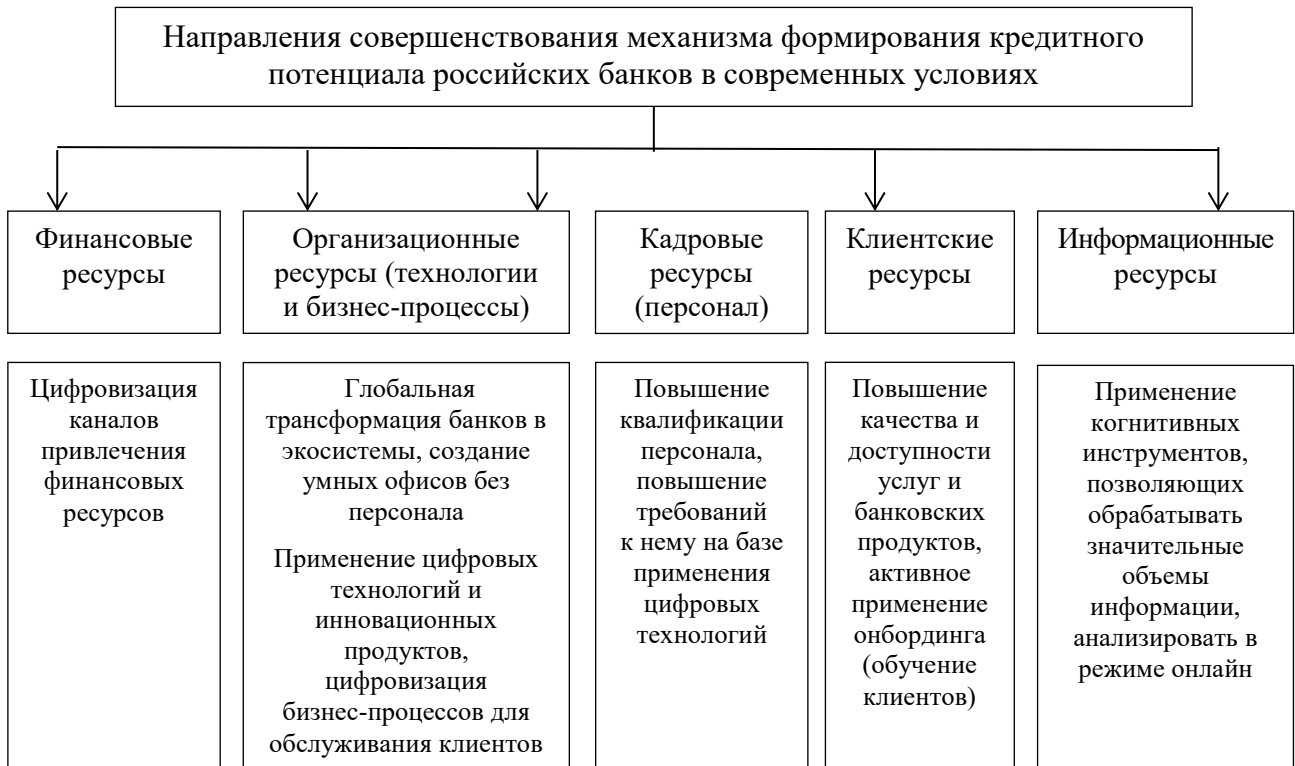 Направления совершенствования механизма формирования кредитного
потенциала российских банков в современных условиях
Финансовые
ресурсы
Организационные
ресурсы (технологии
и бизнес-процессы)
Кадровые
ресурсы
(персонал)
Клиентские
ресурсы
Информационные
ресурсы
Цифровизация
каналов
привлечения
финансовых
ресурсов
Глобальная
трансформация банков в
экосистемы, создание
умных офисов без
персонала
Применение цифровых
технологий и
инновационных
продуктов,
цифровизация
бизнес-процессов для
обслуживания клиентов
Повышение
квалификации
персонала,
повышение
требований
к нему на базе
применения
цифровых
технологий
Повышение
качества и
доступности
услуг и
банковских
продуктов,
активное
применение
онбординга
(обучение
клиентов)
Применение
когнитивных
инструментов,
позволяющих
обрабатывать
значительные
объемы
информации,
анализировать в
режиме онлайн